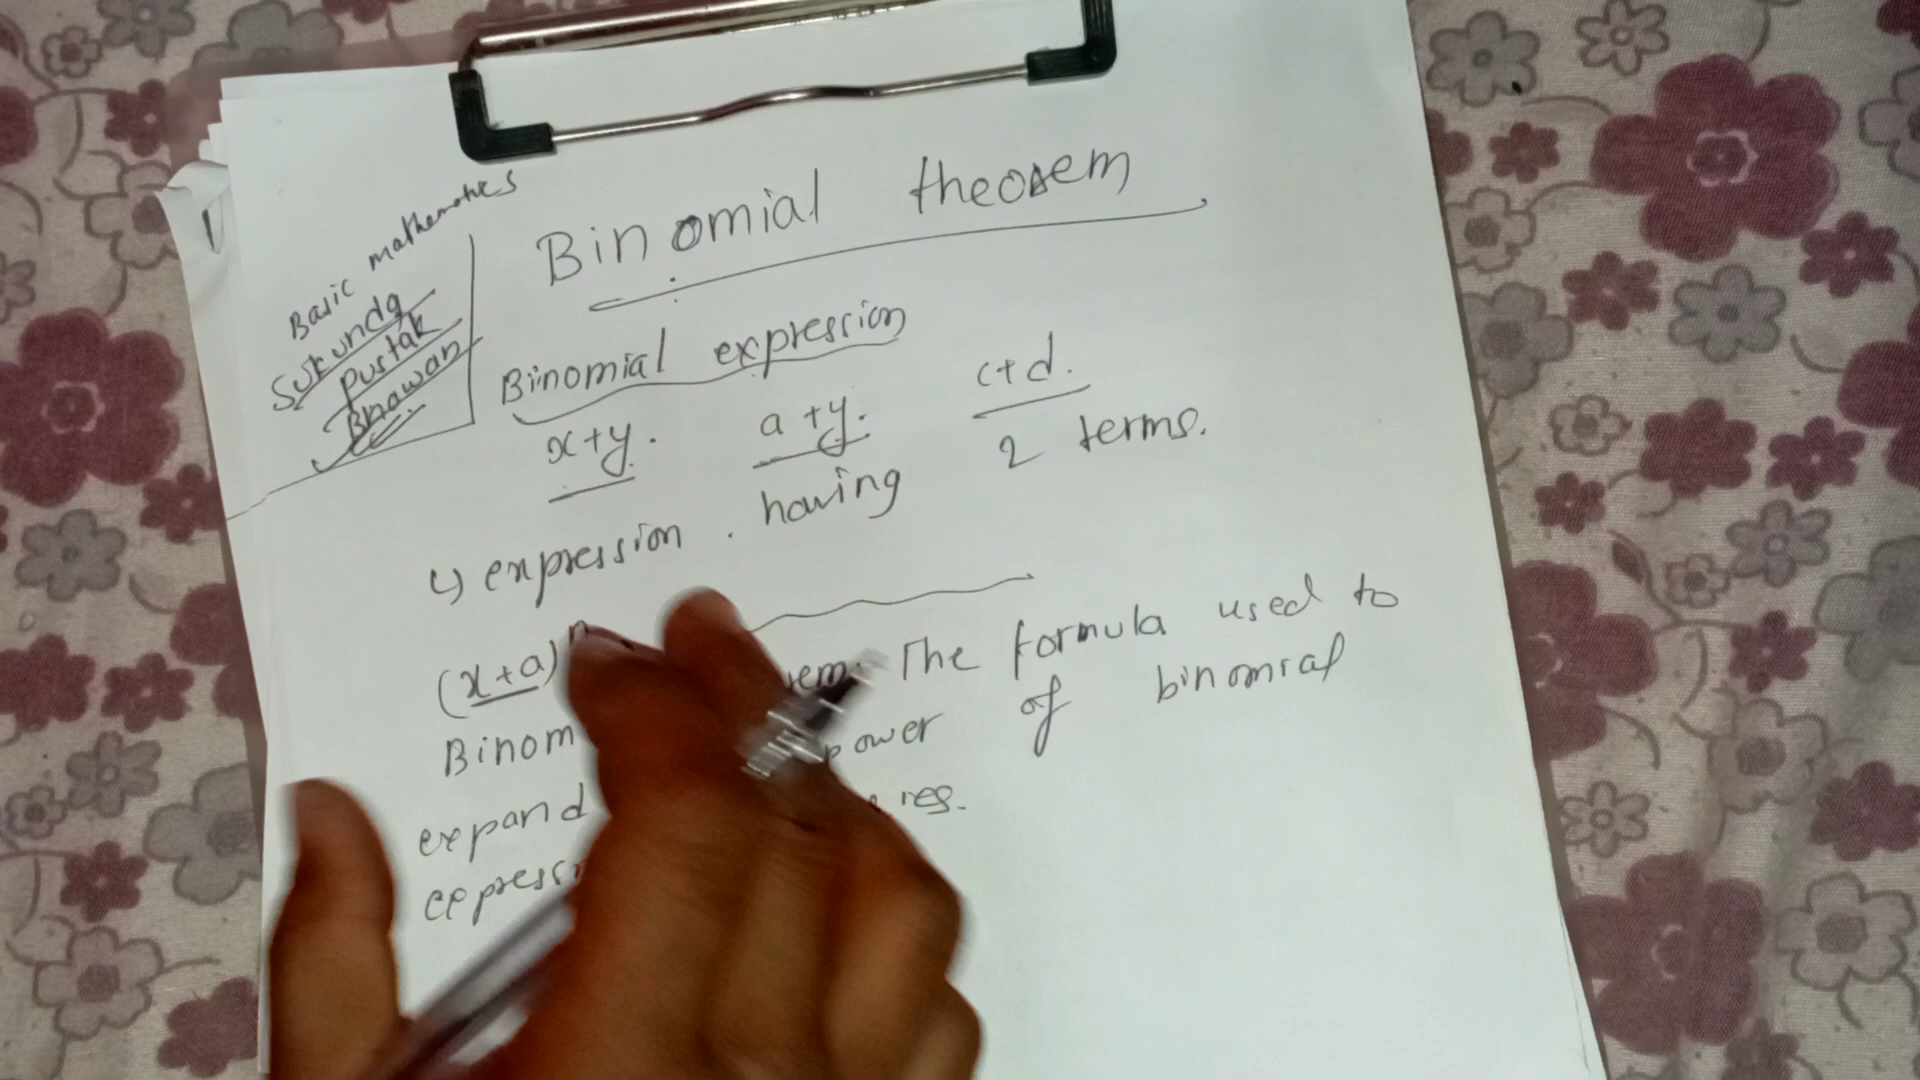 Basic mathematics
Sukunda
Pustak
Bhawan
Binomial theorem
Binomial expression
x+y. a+y. c+d.
↳ expression. having 2 terms.
(x+a)ⁿ
The formula used to
power of binomial
expand